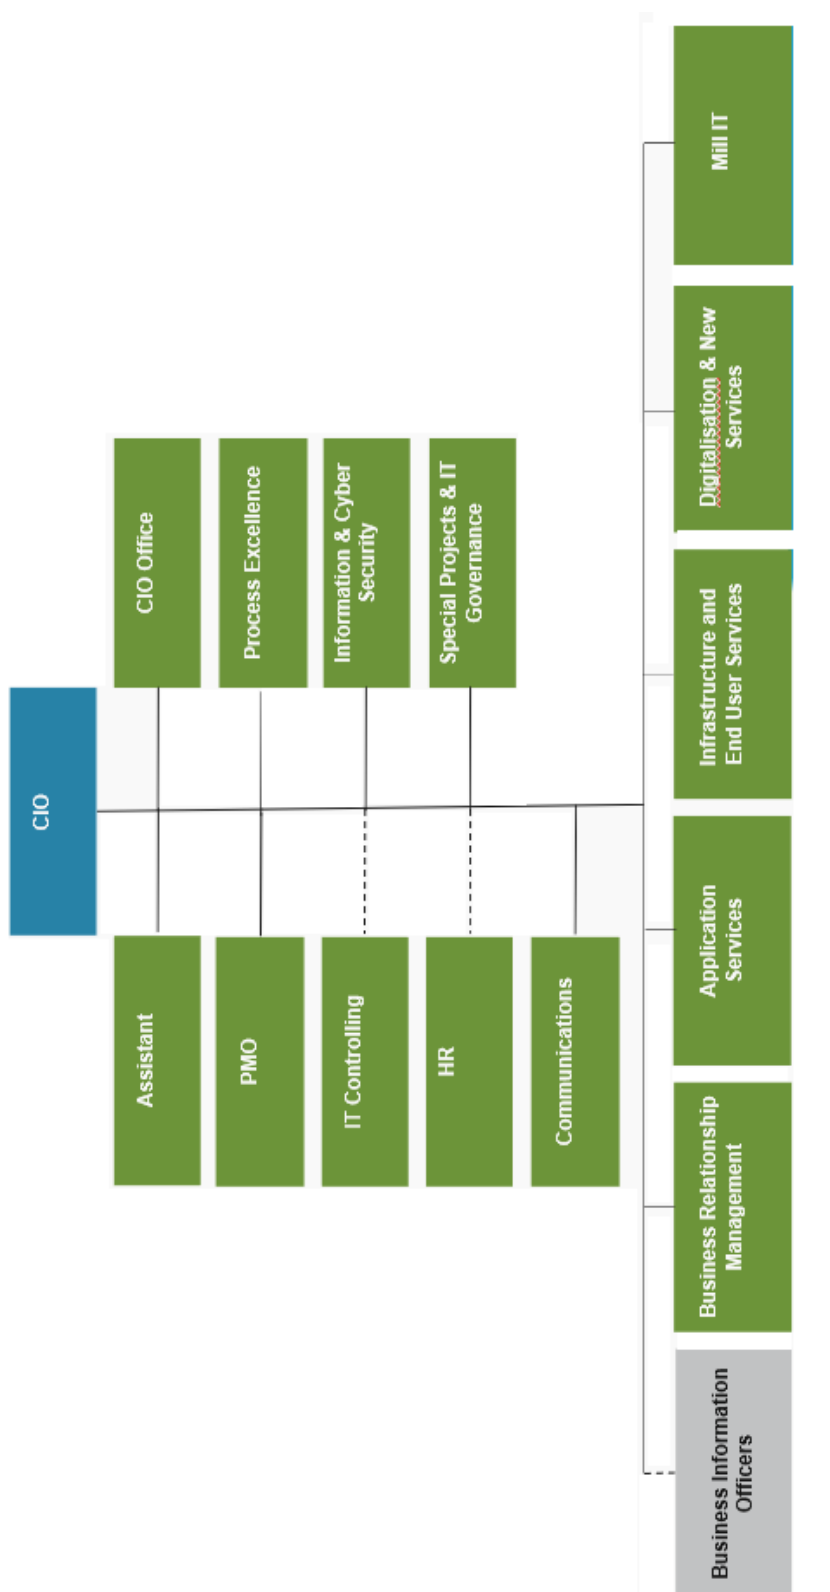 CIO
Assistant
CIO Office
PMO
Process Excellence
IT Controlling
Information & Cyber
Security
HR
Special Projects & IT
Governance
Communications
Business Information
Officers
Business Relationship
Management
Application
Services
Infrastructure and
End User Services
Digitalisation & New
Services
Mill IT